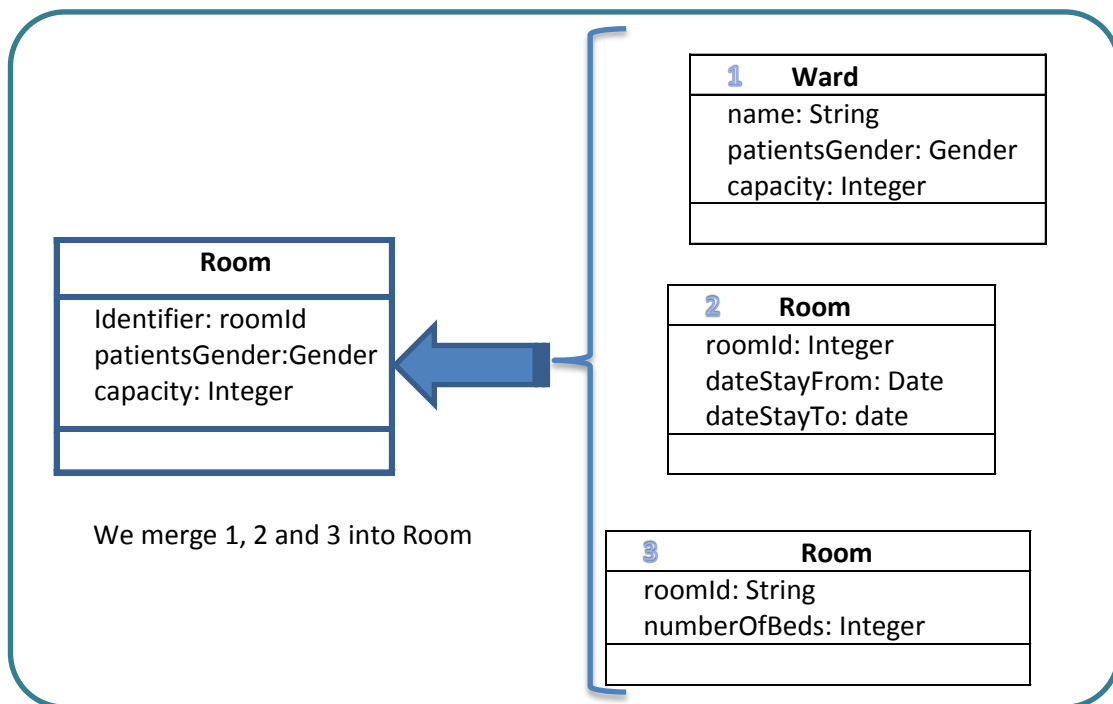 Room
Identifier: roomId
patientsGender:Gender
capacity: Integer
We merge 1, 2 and 3 into Room
1 Ward
name: String
patientsGender: Gender
capacity: Integer
2 Room
roomId: Integer
dateStayFrom: Date
dateStayTo: date
3 Room
roomId: String
numberOfBeds: Integer